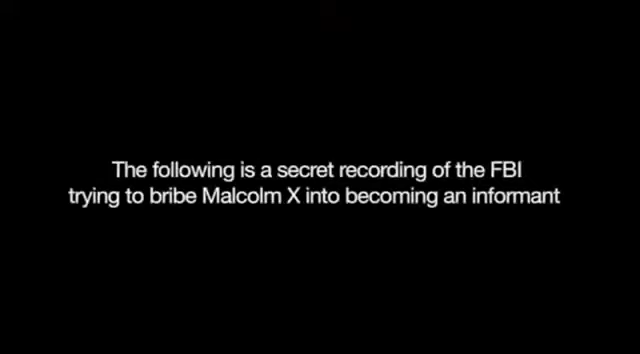 The following is a secret recording of the FBI
trying to bribe Malcolm X into becoming an informant